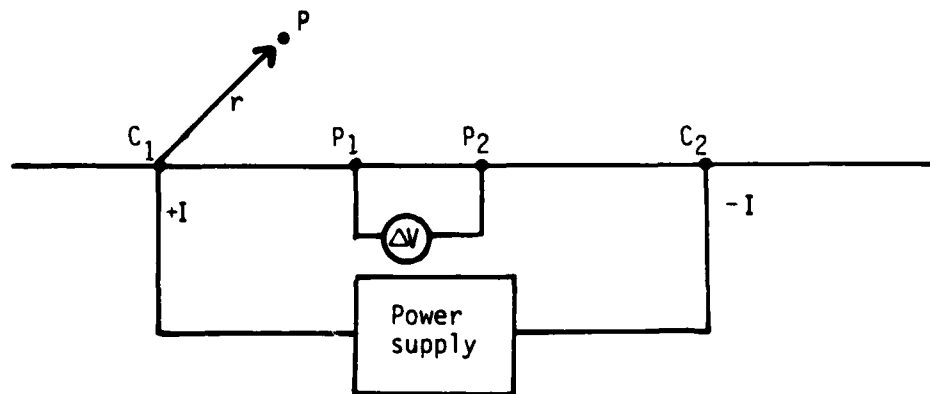 P
r
C₁ P₁ P₂ C₂
+I -I
ΔV
Power
supply